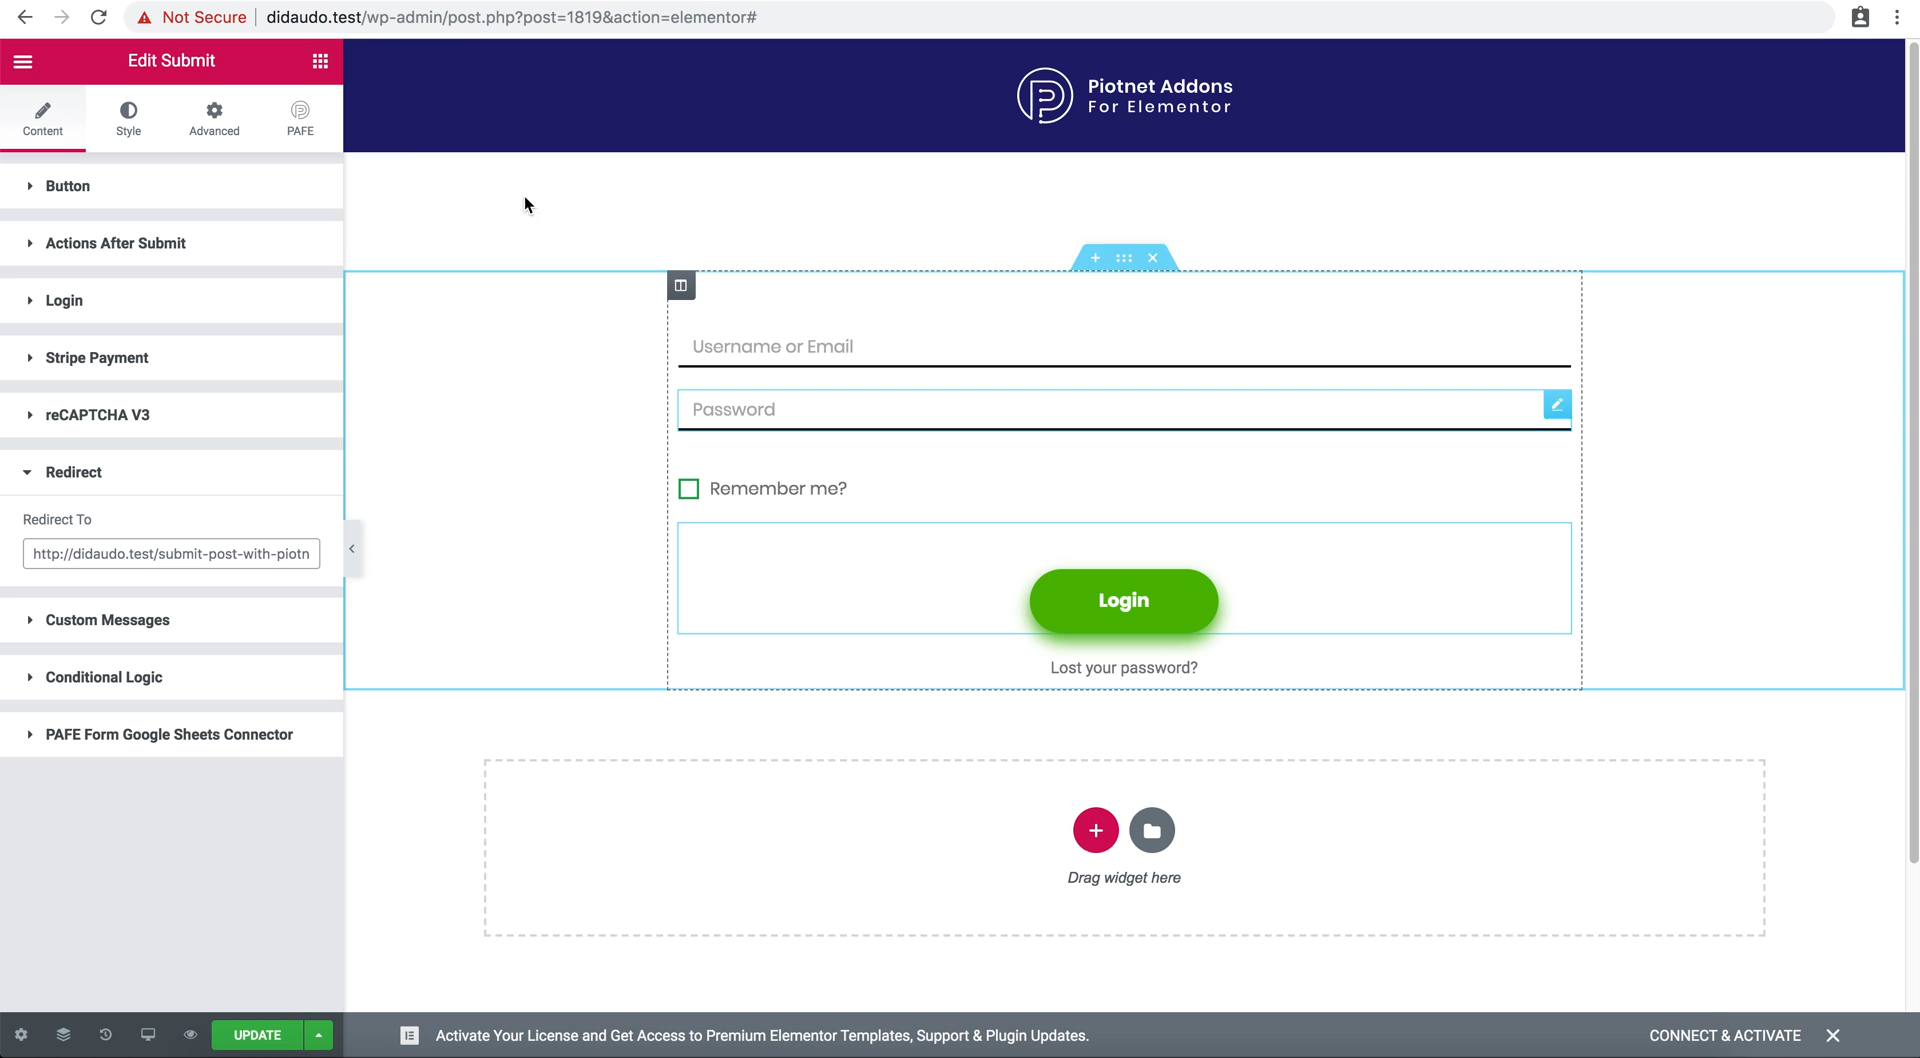 Not Secure
didaudo.test/wp-admin/post.php?post=1819&action=elementor#
Edit Submit
Content
Style
Advanced
PAFE
Button
Actions After Submit
Login
Stripe Payment
reCAPTCHA V3
Redirect
Redirect To
http://didaudo.test/submit-post-with-piotn
Custom Messages
Conditional Logic
PAFE Form Google Sheets Connector
UPDATE
Piotnet Addons
For Elementor
Username or Email
Password
Remember me?
Login
Lost your password?
Drag widget here
Activate Your License and Get Access to Premium Elementor Templates, Support & Plugin Updates.
CONNECT & ACTIVATE